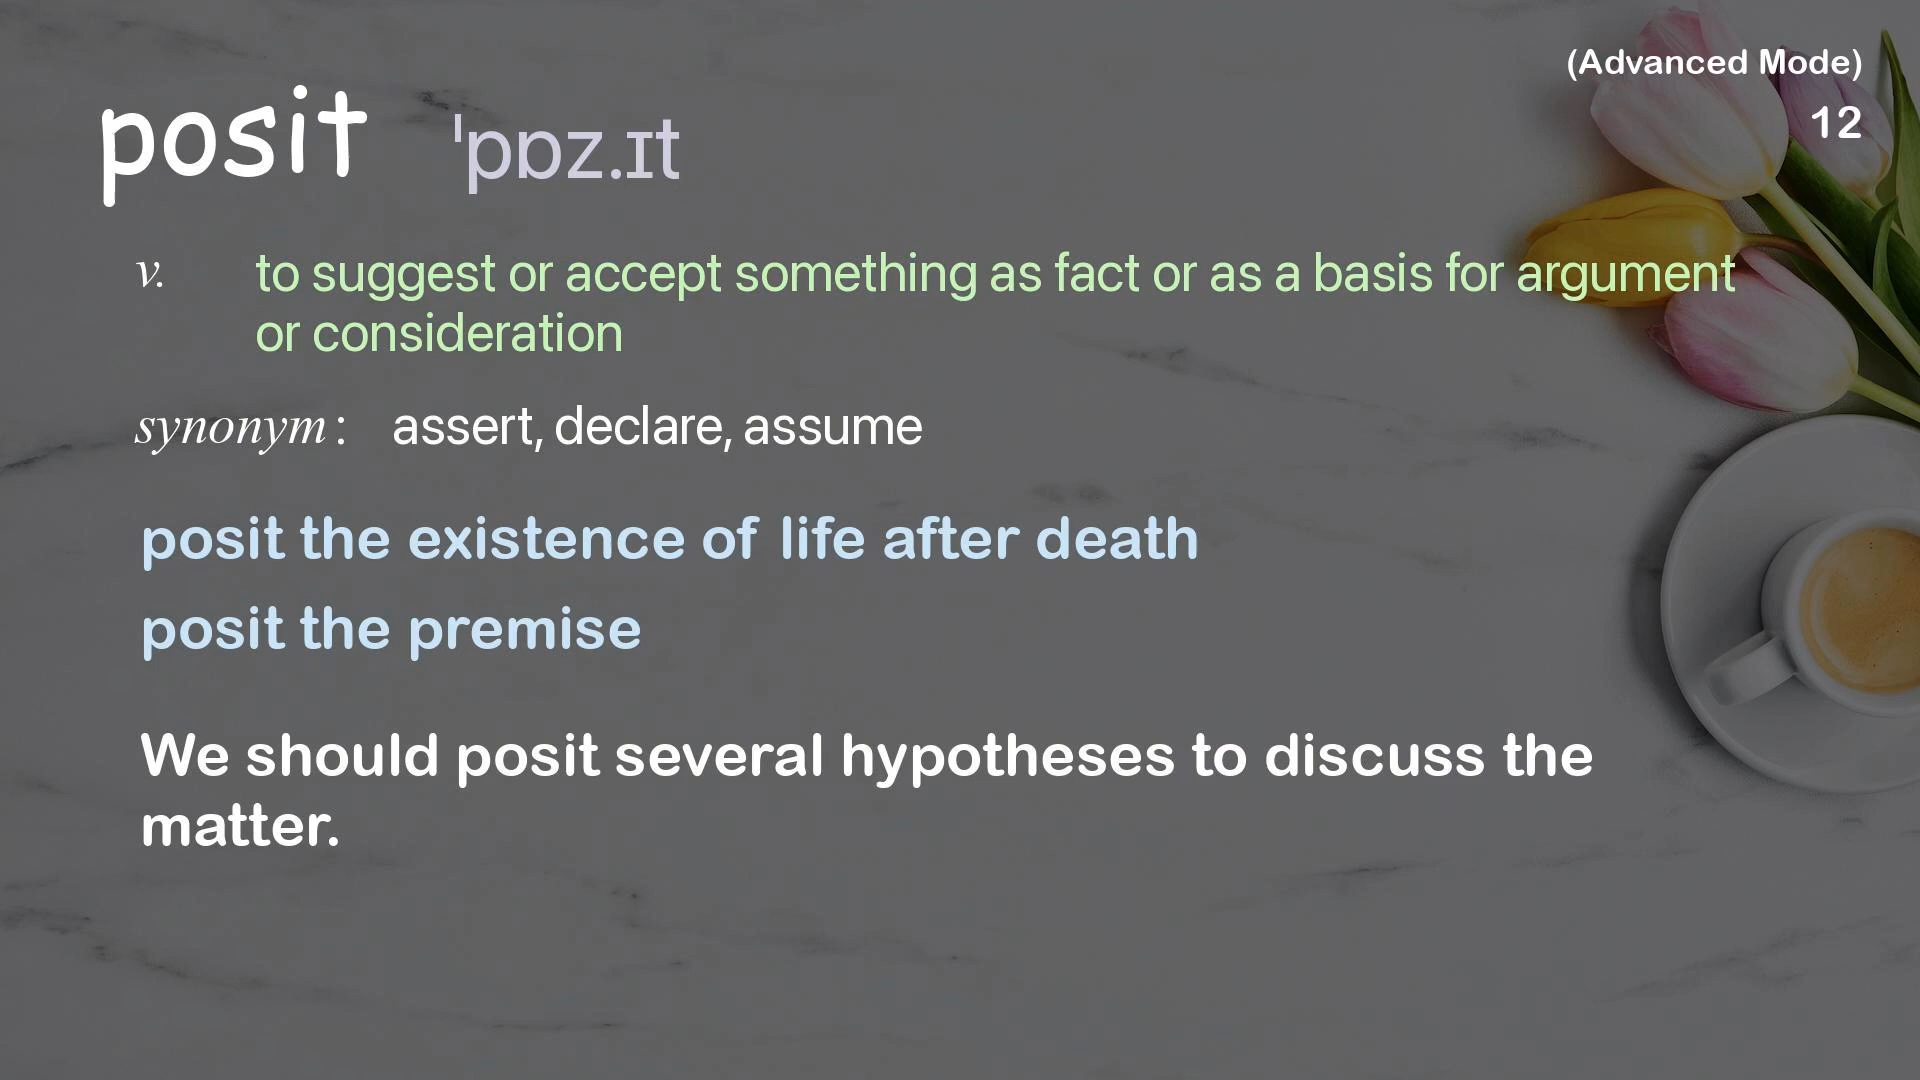 (Advanced Mode)
12
posit ˈpɒz.ɪt
v. to suggest or accept something as fact or as a basis for argument
or consideration
synonym: assert, declare, assume
posit the existence of life after death
posit the premise
We should posit several hypotheses to discuss the
matter.